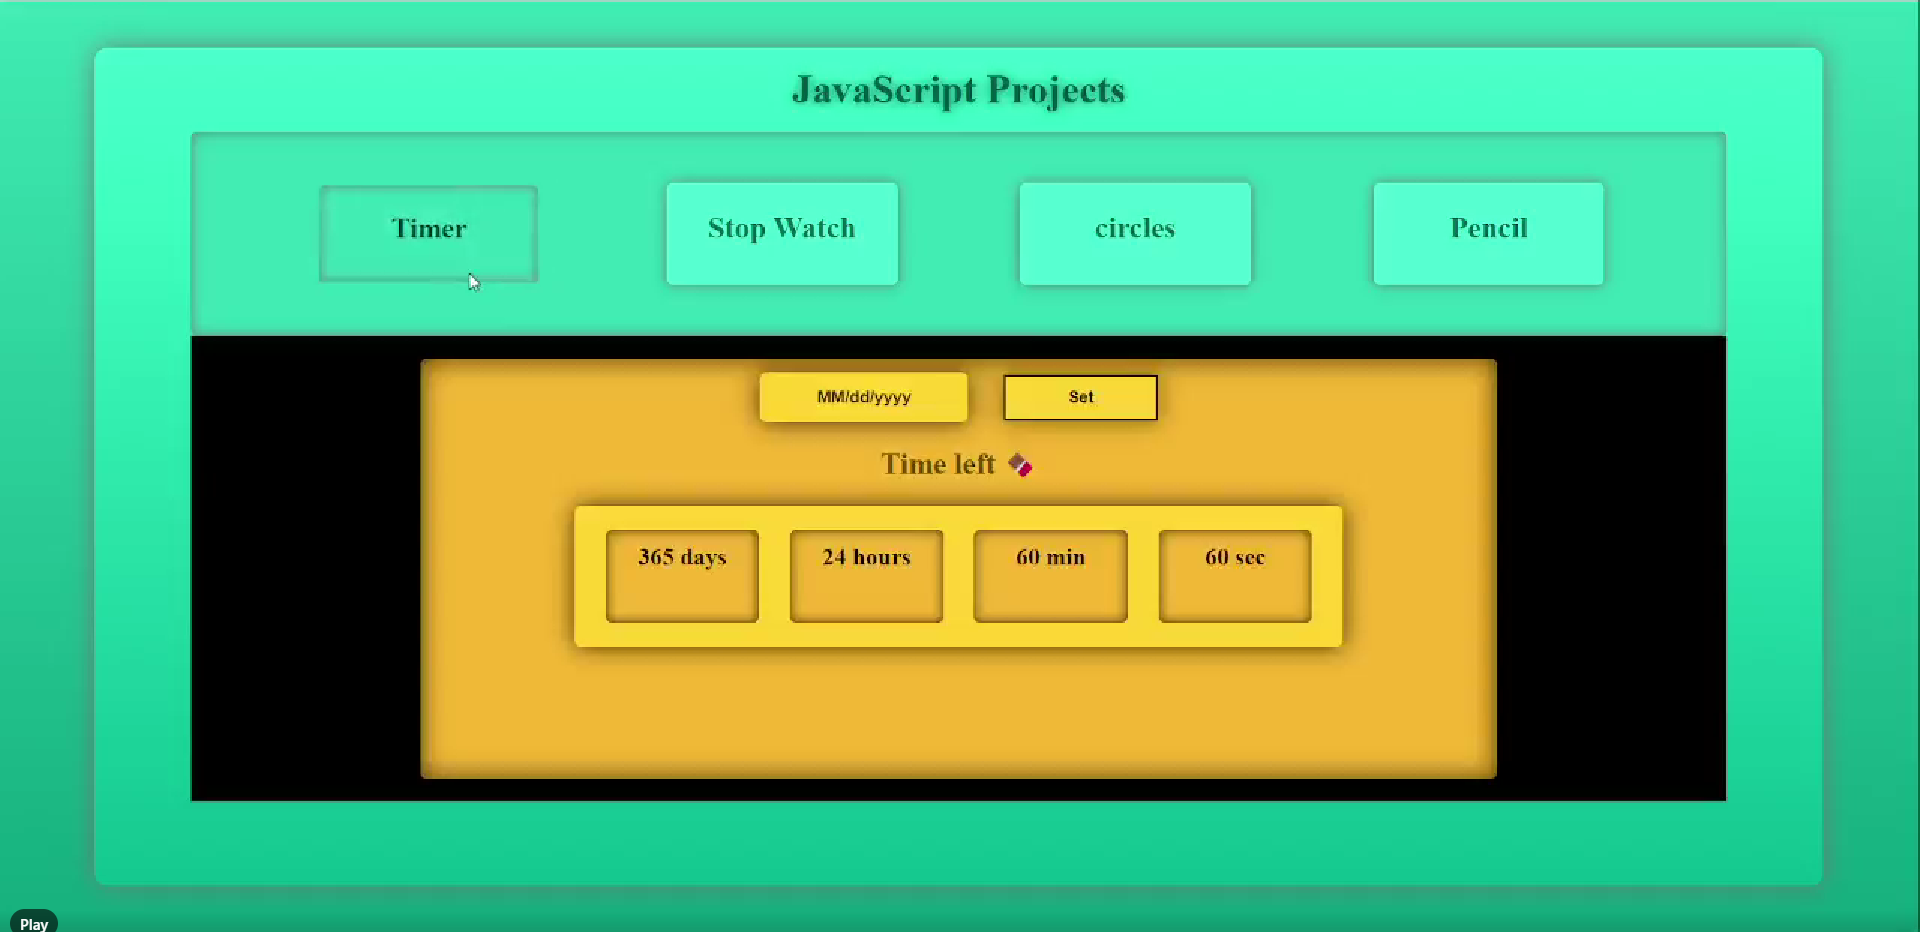 JavaScript Projects
Timer
Stop Watch
circles
Pencil
MM/dd/yyyy
Set
Time left 🍫
365 days
24 hours
60 min
60 sec
Play